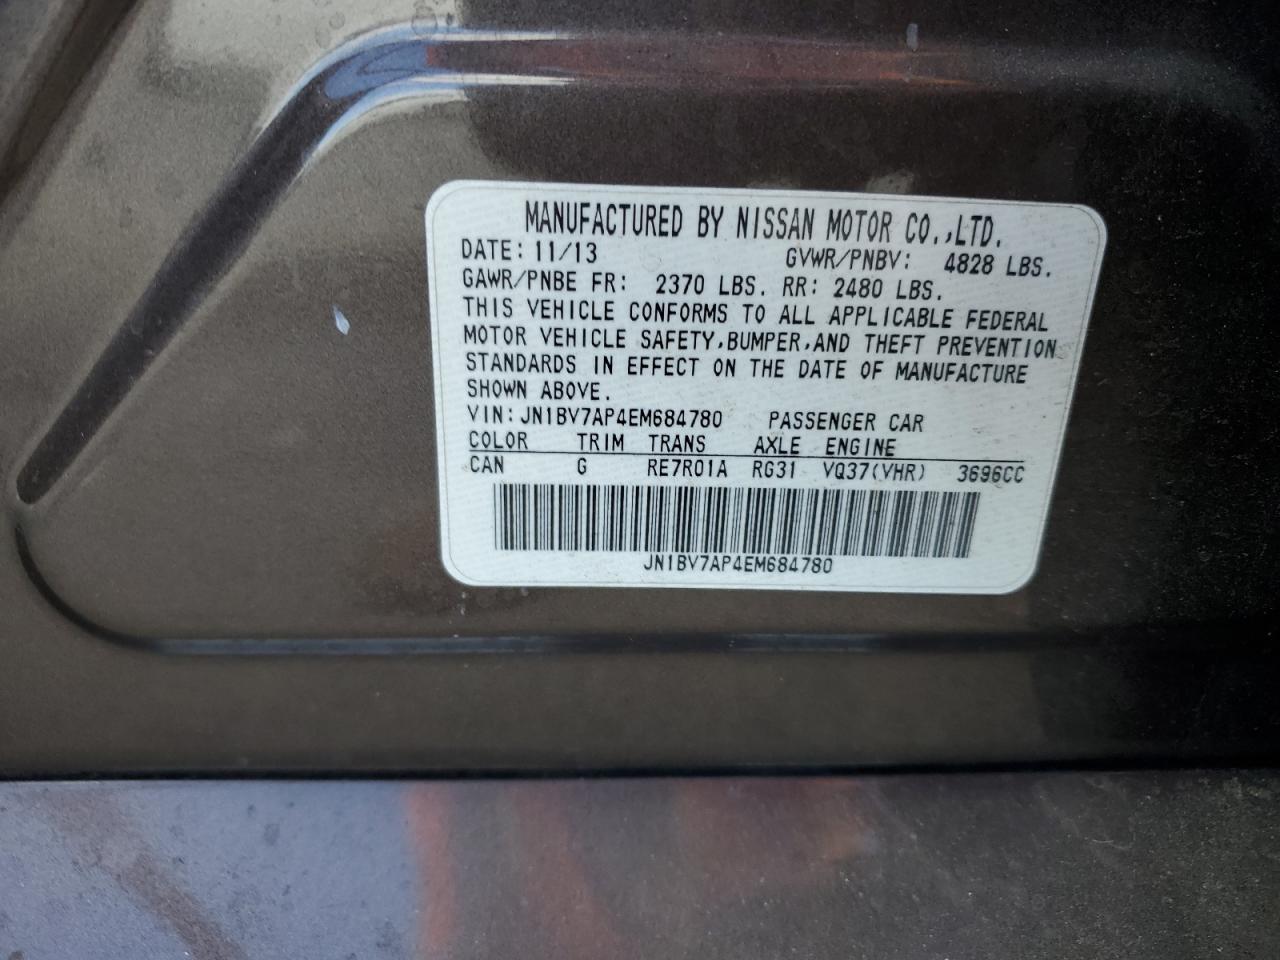 MANUFACTURED BY NISSAN MOTOR CO.,LTD.
DATE: 11/13 GVWR/PNBV: 4828 LBS.
GAWR/PNBE FR: 2370 LBS. RR: 2480 LBS.
THIS VEHICLE CONFORMS TO ALL APPLICABLE FEDERAL
MOTOR VEHICLE SAFETY,BUMPER,AND THEFT PREVENTION
STANDARDS IN EFFECT ON THE DATE OF MANUFACTURE
SHOWN ABOVE.
VIN:JN1BV7AP4EM684780 PASSENGER CAR
COLOR TRIM TRANS AXLE ENGINE
CAN G RE7R01A RG31 VQ37(VHR) 3696CC
JN1BV7AP4EM684780